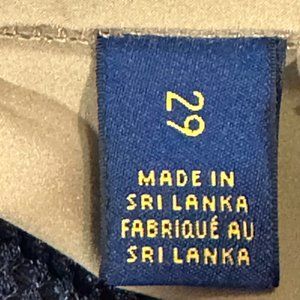 29
MADE IN
SRI LANKA
FABRIQUÉ AU
SRI LANKA